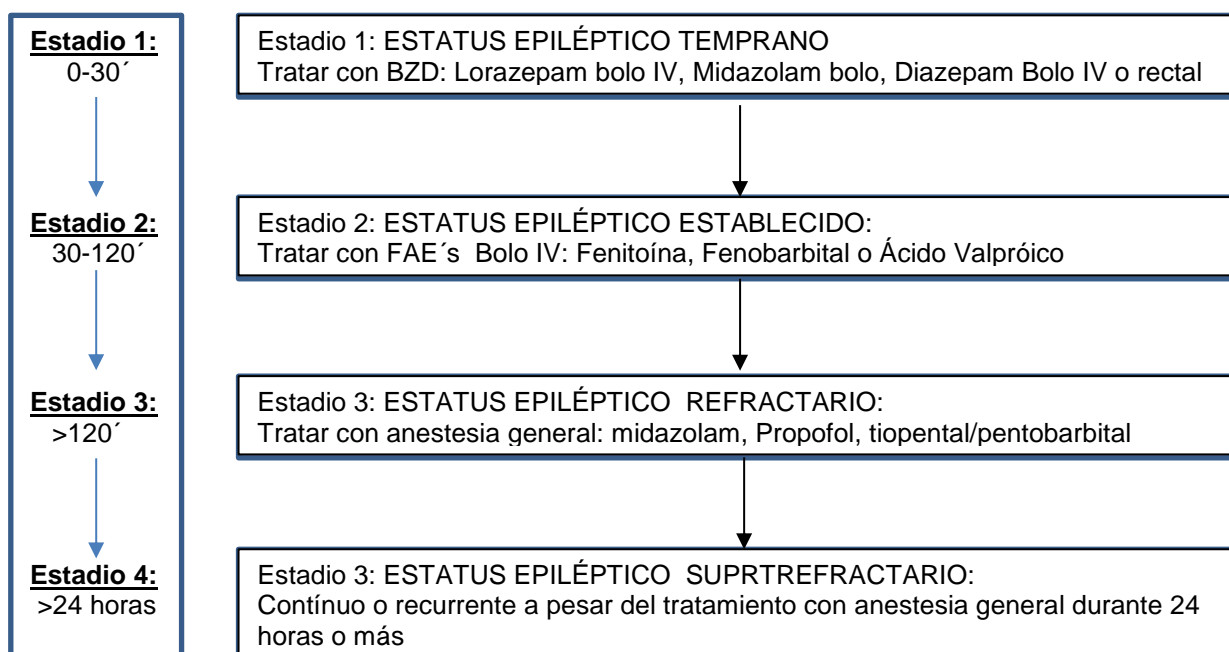 Estadio 1:
0-30´
Estadio 1: ESTATUS EPILÉPTICO TEMPRANO
Tratar con BZD: Lorazepam bolo IV, Midazolam bolo, Diazepam Bolo IV o rectal
Estadio 2:
30-120´
Estadio 2: ESTATUS EPILÉPTICO ESTABLECIDO:
Tratar con FAE´s Bolo IV: Fenitoína, Fenobarbital o Ácido Valpróico
Estadio 3:
>120´
Estadio 3: ESTATUS EPILÉPTICO REFRACTARIO:
Tratar con anestesia general: midazolam, Propofol, tiopental/pentobarbital
Estadio 4:
>24 horas
Estadio 3: ESTATUS EPILÉPTICO SUPRTREFRACTARIO:
Contínuo o recurrente a pesar del tratamiento con anestesia general durante 24
horas o más